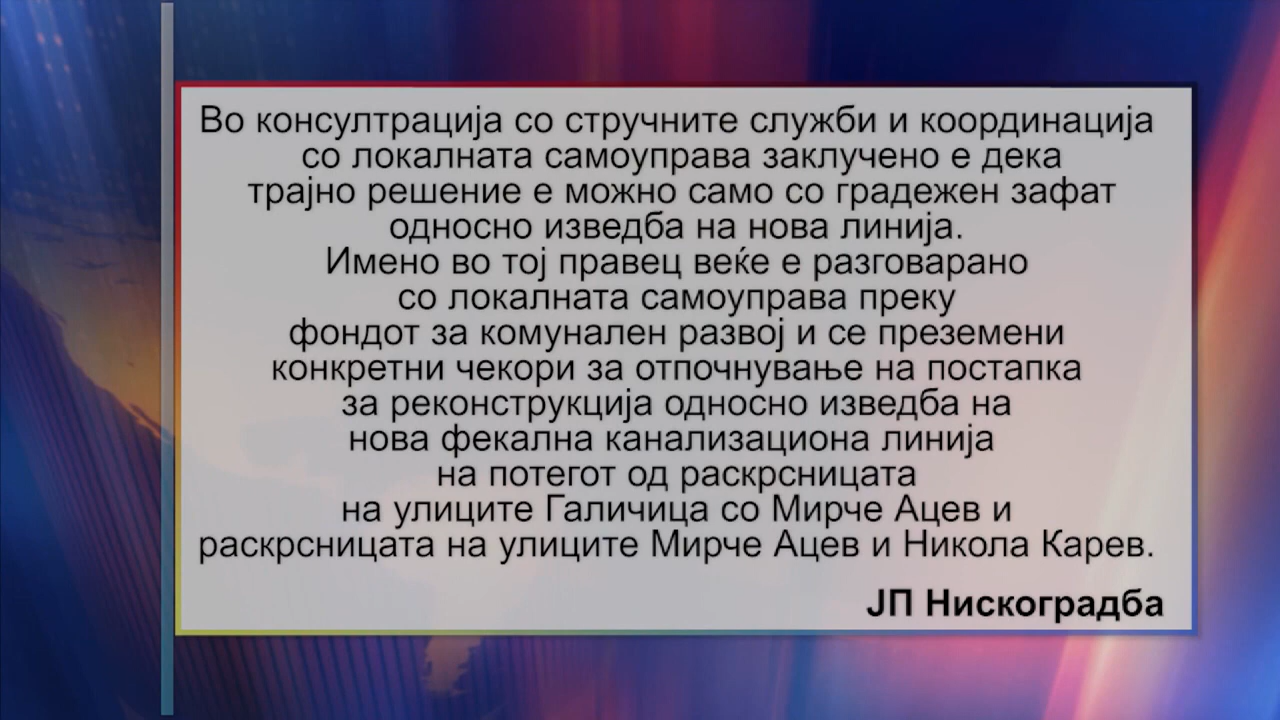 Во консултрација со стручните служби и координација
со локалната самоуправа заклучено е дека
трајно решение е можно само со градежен зафат
односно изведба на нова линија.
Имено во тој правец веќе е разговарано
со локалната самоуправа преку
фондот за комунален развој и се преземени
конкретни чекори за отпочнување на постапка
за реконструкција односно изведба на
нова фекална канализациона линија
на потегот од раскрсницата
на улиците Галичица со Мирче Ацев и
раскрсницата на улиците Мирче Ацев и Никола Карев.
ЈП Нискоградба